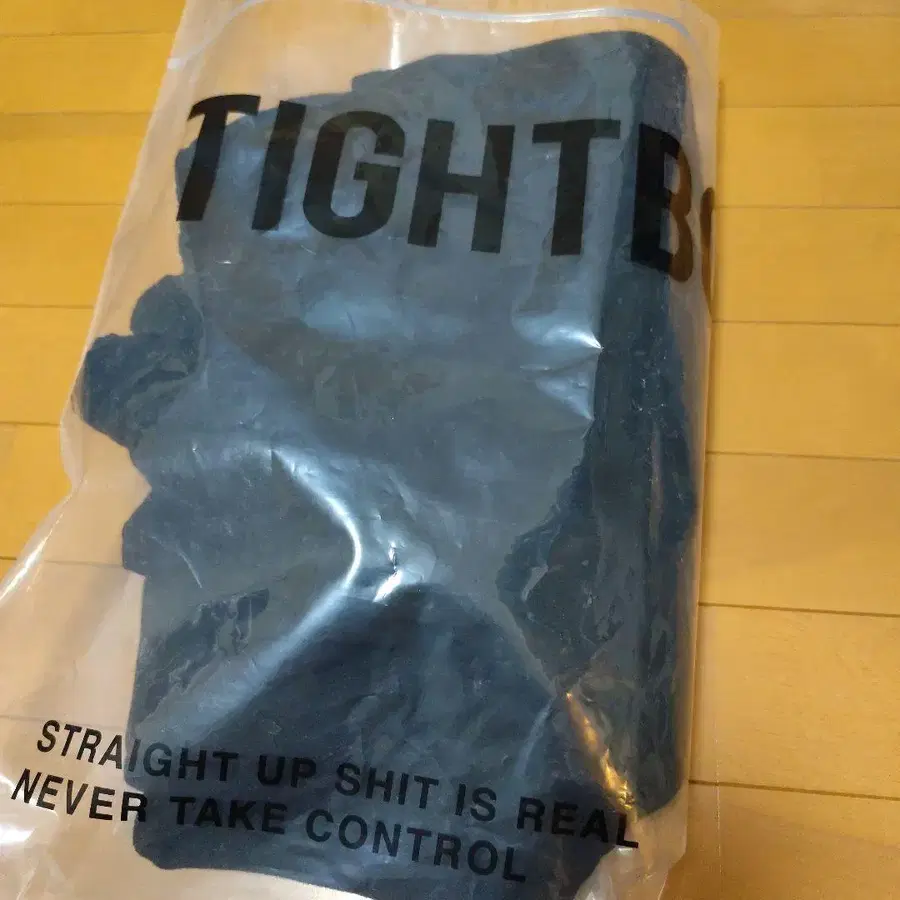 TIGHTB
STRAIGHT UP SHIT IS REAL
NEVER TAKE CONTROL